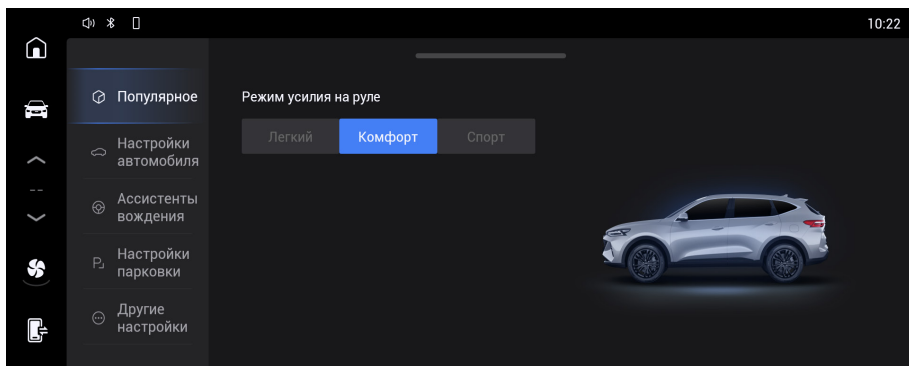 10:22
Популярное
Настройки
автомобиля
Ассистенты
вождения
Настройки
парковки
Другие
настройки
Режим усилия на руле
Легкий Комфорт Спорт
--